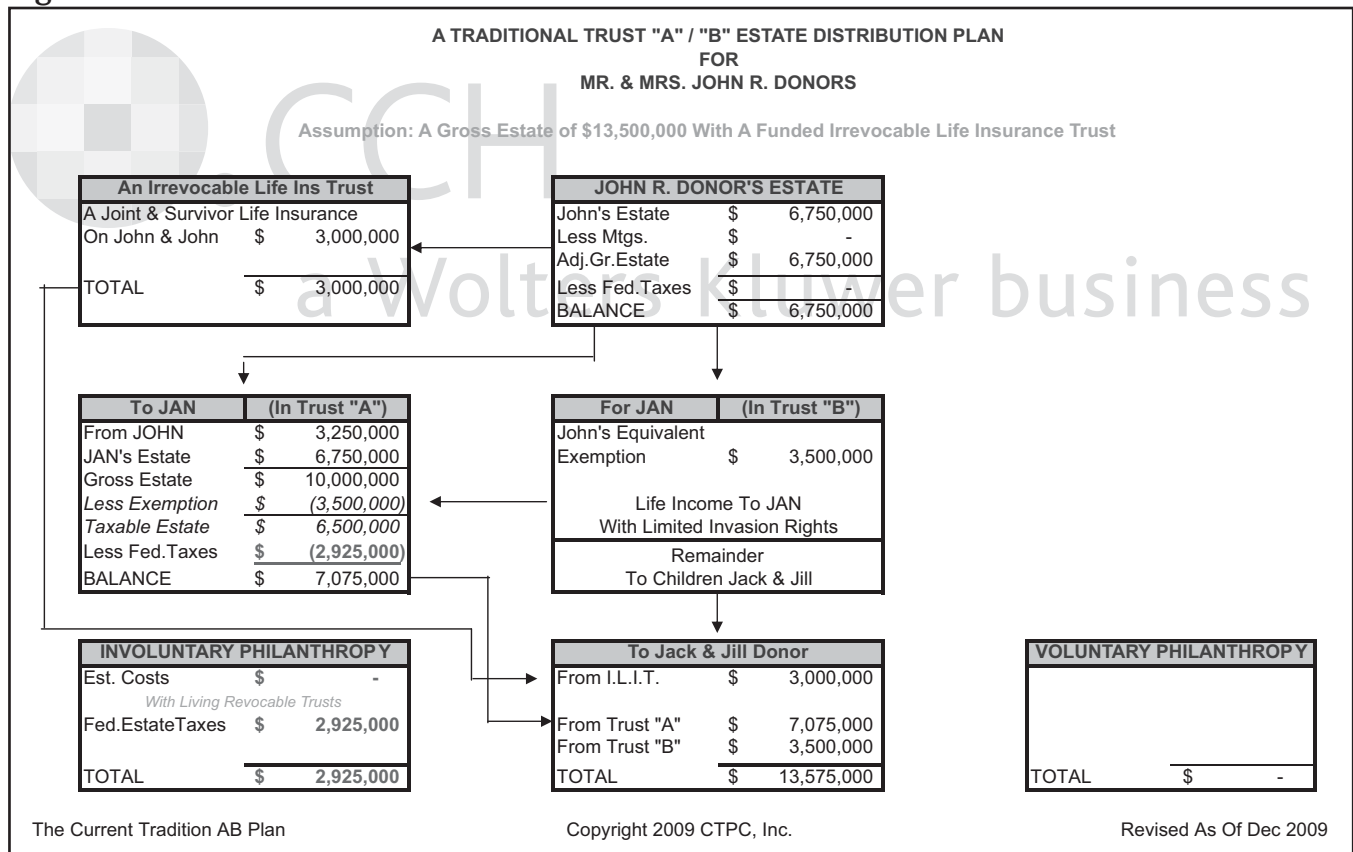 A TRADITIONAL TRUST "A" / "B" ESTATE DISTRIBUTION PLAN
FOR
MR. & MRS. JOHN R. DONORS
CCH
a Wolters Kluwer business
Assumption: A Gross Estate of $13,500,000 With A Funded Irrevocable Life Insurance Trust
An Irrevocable Life Ins Trust
A Joint & Survivor Life Insurance
On John & John $ 3,000,000
TOTAL $ 3,000,000
JOHN R. DONOR'S ESTATE
John's Estate $ 6,750,000
Less Mtgs. $ -
Adj.Gr.Estate $ 6,750,000
Less Fed.Taxes $ -
BALANCE $ 6,750,000
To JAN (In Trust "A")
From JOHN $ 3,250,000
JAN's Estate $ 6,750,000
Gross Estate $ 10,000,000
Less Exemption $ (3,500,000)
Taxable Estate $ 6,500,000
Less Fed.Taxes $ (2,925,000)
BALANCE $ 7,075,000
For JAN (In Trust "B")
John's Equivalent
Exemption $ 3,500,000
Life Income To JAN
With Limited Invasion Rights
Remainder
To Children Jack & Jill
INVOLUNTARY PHILANTHROPY
Est. Costs $ -
With Living Revocable Trusts
Fed.EstateTaxes $ 2,925,000
TOTAL $ 2,925,000
To Jack & Jill Donor
From I.L.I.T. $ 3,000,000
From Trust "A" $ 7,075,000
From Trust "B" $ 3,500,000
TOTAL $ 13,575,000
VOLUNTARY PHILANTHROPY
TOTAL $ -
The Current Tradition AB Plan
Copyright 2009 CTPC, Inc.
Revised As Of Dec 2009